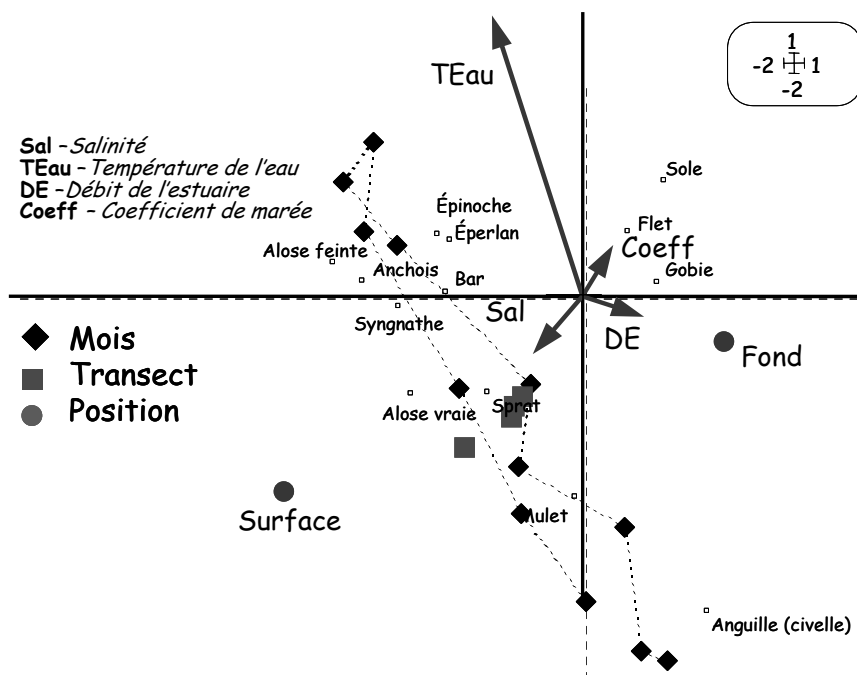 1
-2 1
-2
TEau
Sal – Salinité
TEau – Température de l'eau
DE – Débit de l'estuaire
Coeff – Coefficient de marée
Sole
Épinoche
Flet
Éperlan
Coeff
Alose feinte
Anchois
Gobie
Bar
Sal
Syngnathe
DE
Mois
Fond
Transect
Position
Alose vraie
Sprat
Surface
Mulet
Anguille (civelle)